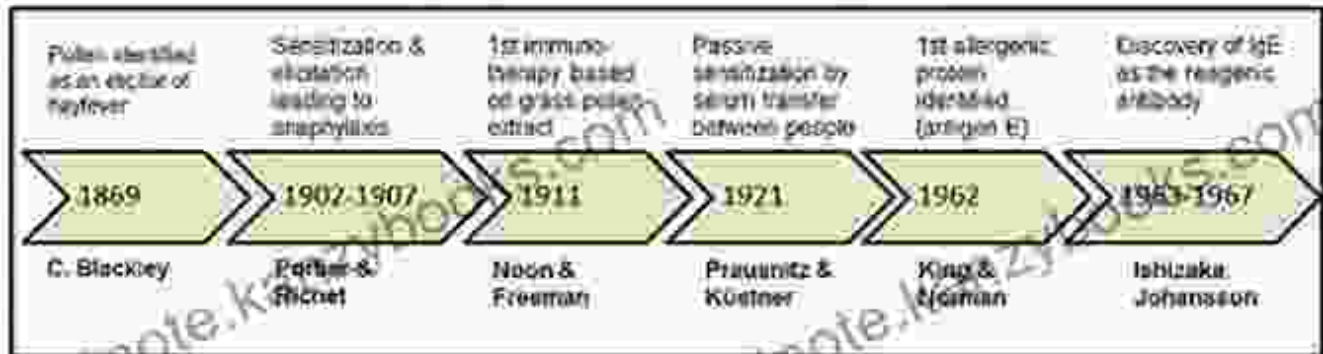 Pollen identified
as an elicitor of
hayfever
Sensitization &
elicitation
leading to
anaphylaxis
1st immuno-
therapy based
on grass pollen
extract
Passive
sensitization by
serum transfer
between people
1st allergenic
protein
identified
(antigen E)
Discovery of IgE
as the reagenic
antibody
1869
1902-1907
1911
1921
1962
1963-1967
C. Blackley
Portier &
Richet
Noon &
Freeman
Prausnitz &
Küstner
King &
Norman
Ishizaka
Johansson